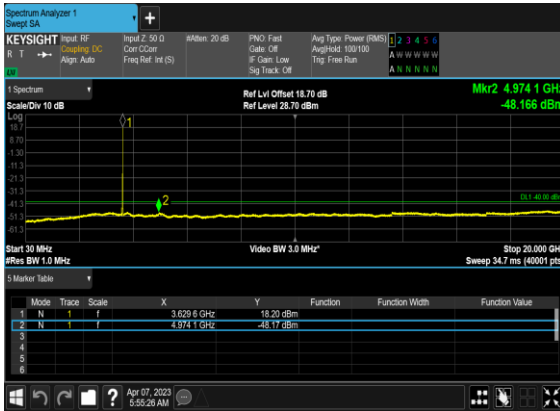 Spectrum Analyzer 1
Swept SA
+
KEYSIGHT Input: RF Input Z: 50 Ω #Atten: 20 dB PNO: Fast Avg Type: Power (RMS) 1 2 3 4 5 6
R T Coupling: DC Corr CCorr Gate: Off Avg|Hold: 100/100 A W W W W W
Align: Auto Freq Ref: Int (S) IF Gain: Low Trig: Free Run
Sig Track: Off A N N N N N
1 Spectrum
Scale/Div 10 dB
Ref Lvl Offset 18.70 dB
Ref Level 28.70 dBm
Mkr2 4.974 1 GHz
-48.166 dBm
Log
18.7
8.70
-1.30
-11.3
-21.3
-31.3
-41.3
-51.3
-61.3
1
2
DL1 -40.00 dBm
Start 30 MHz Video BW 3.0 MHz* Stop 20.000 GHz
#Res BW 1.0 MHz Sweep 34.7 ms (40001 pts)
5 Marker Table
Mode Trace Scale X Y Function Function Width Function Value
1 N 1 f 3.629 6 GHz 18.20 dBm
2 N 1 f 4.974 1 GHz -48.17 dBm
3
4
5
6
? Apr 07, 2023
5:55:26 AM